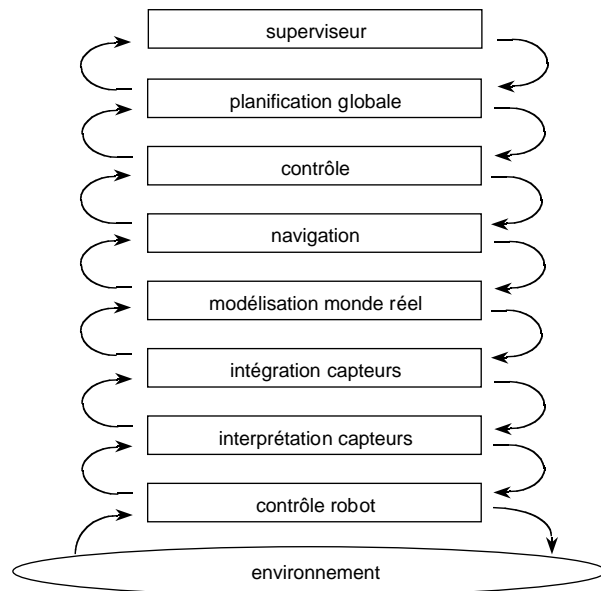 superviseur
planification globale
contrôle
navigation
modélisation monde réel
intégration capteurs
interprétation capteurs
contrôle robot
environnement